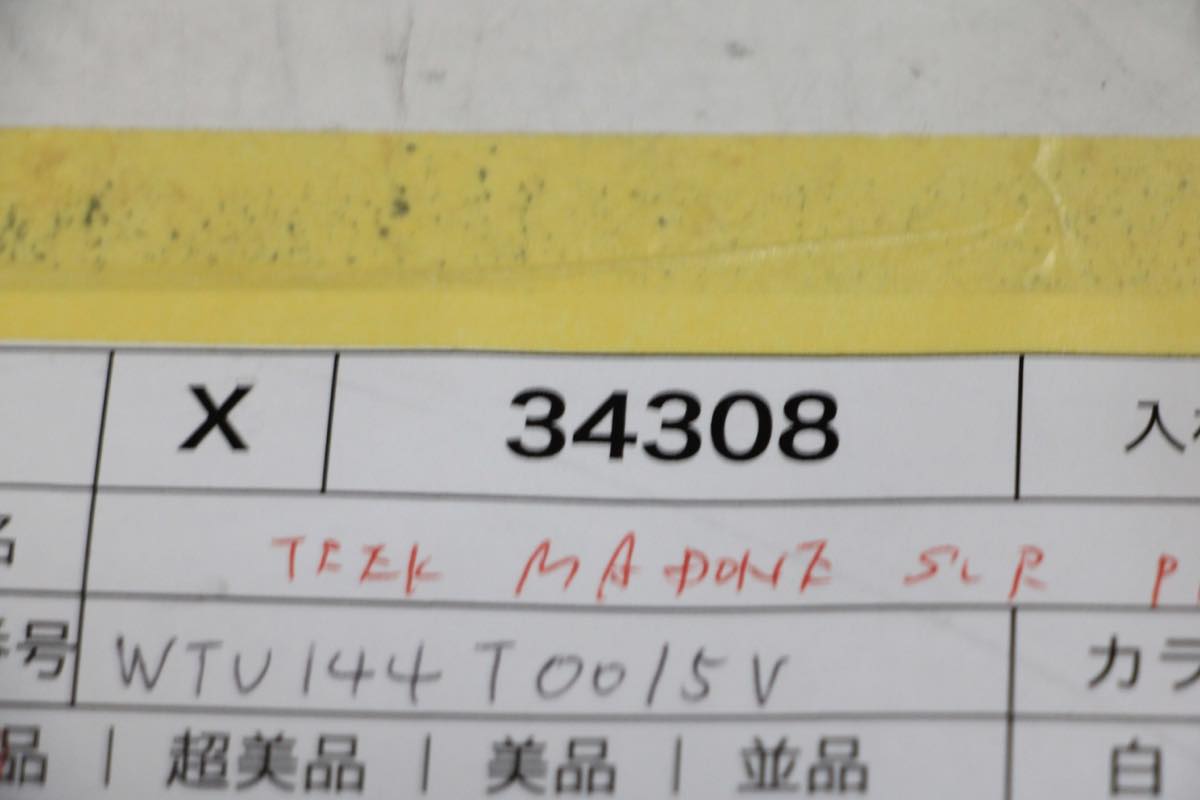 X 34308 入
名 TREK MADONE SLR P
番号 WTU144T0015V カラ
品 | 超美品 | 美品 | 並品 白